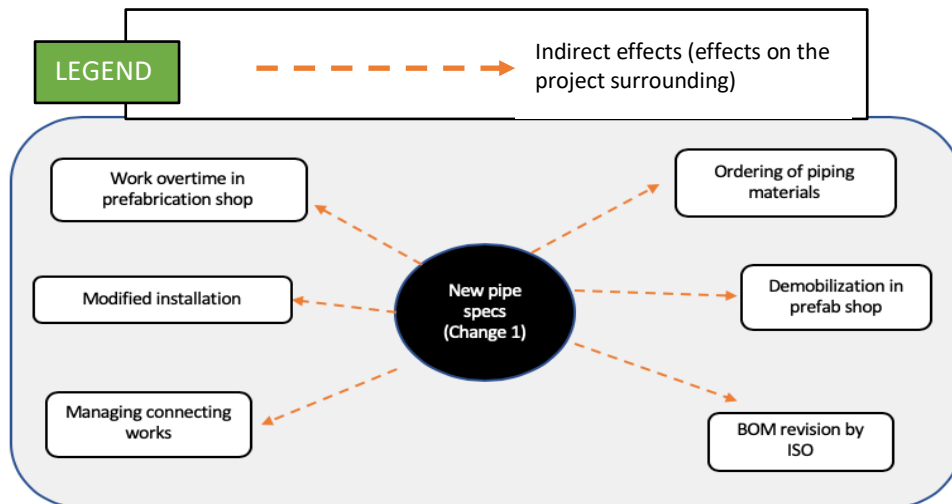 LEGEND
Indirect effects (effects on the
project surrounding)
Work overtime in
prefabrication shop
Ordering of piping
materials
Modified installation
New pipe
specs
(Change 1)
Demobilization in
prefab shop
Managing connecting
works
BOM revision by
ISO